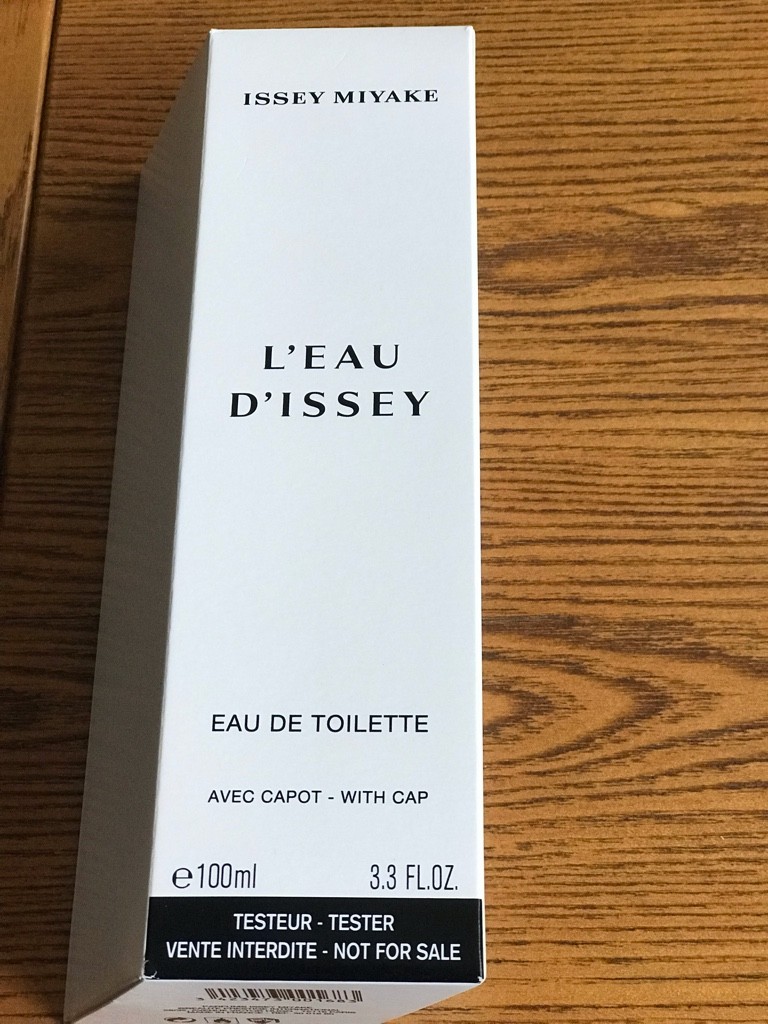 ISSEY MIYAKE
L'EAU
D'ISSEY
EAU DE TOILETTE
AVEC CAPOT - WITH CAP
℮100ml 3.3 FL.OZ.
TESTEUR - TESTER
VENTE INTERDITE - NOT FOR SALE